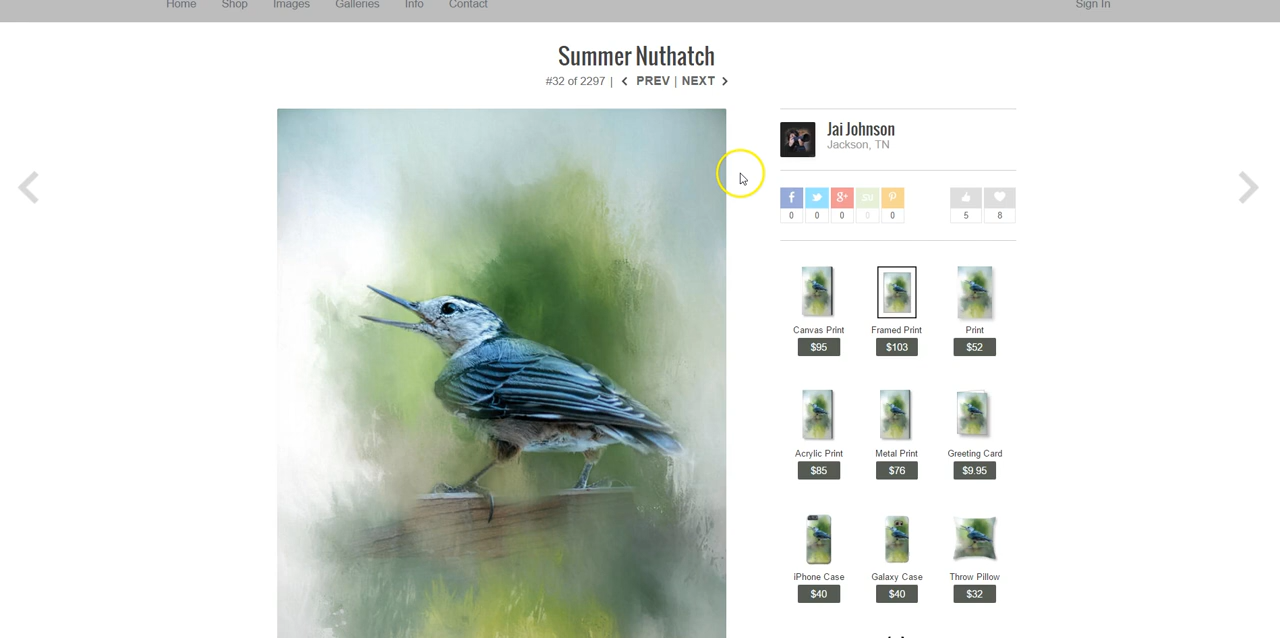 Home Shop Images Galleries Info Contact Sign In
Summer Nuthatch
#32 of 2297 | PREV | NEXT
Jai Johnson
Jackson, TN
f g+ su
0 0 0 0 0 5 8
Canvas Print Framed Print Print
$95 $103 $52
Acrylic Print Metal Print Greeting Card
$85 $76 $9.95
iPhone Case Galaxy Case Throw Pillow
$40 $40 $32